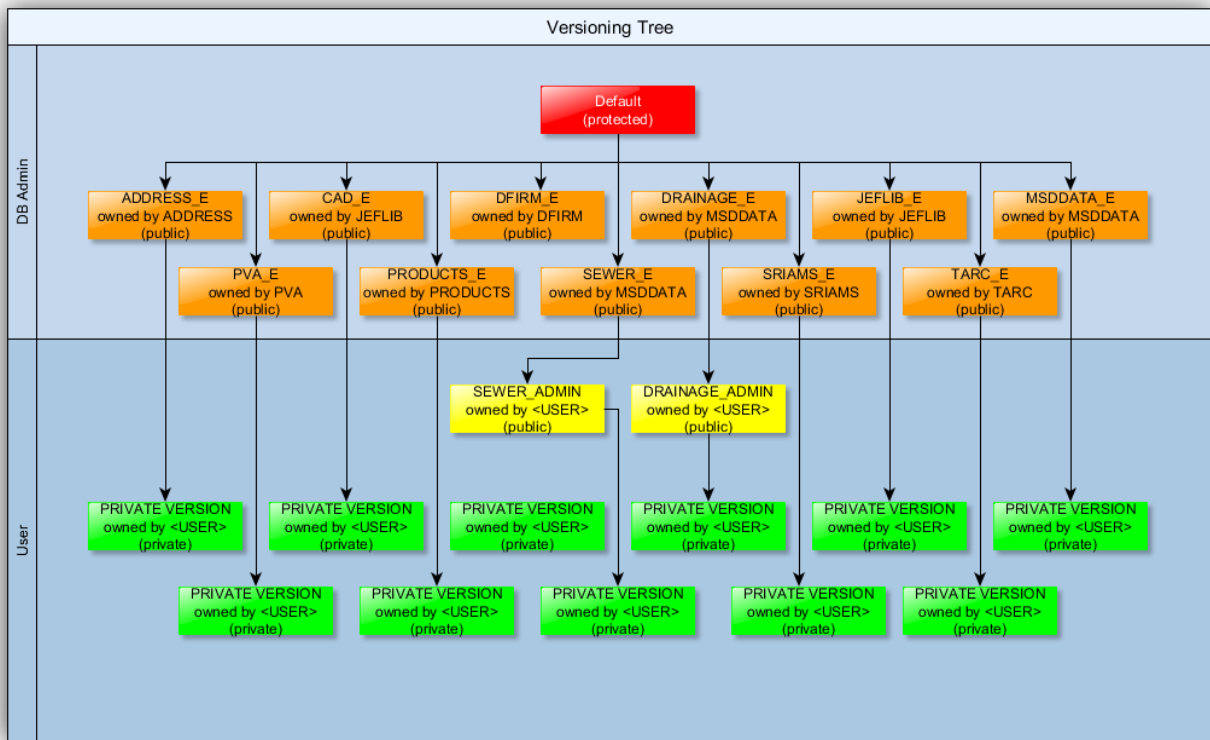 Versioning Tree
DB Admin
Default
(protected)
ADDRESS_E
owned by ADDRESS
(public)
CAD_E
owned by JEFLIB
(public)
DFIRM_E
owned by DFIRM
(public)
DRAINAGE_E
owned by MSDDATA
(public)
JEFLIB_E
owned by JEFLIB
(public)
MSDDATA_E
owned by MSDDATA
(public)
PVA_E
owned by PVA
(public)
PRODUCTS_E
owned by PRODUCTS
(public)
SEWER_E
owned by MSDDATA
(public)
SRIAMS_E
owned by SRIAMS
(public)
TARC_E
owned by TARC
(public)
User
SEWER_ADMIN
owned by <USER>
(public)
DRAINAGE_ADMIN
owned by <USER>
(public)
PRIVATE VERSION
owned by <USER>
(private)
PRIVATE VERSION
owned by <USER>
(private)
PRIVATE VERSION
owned by <USER>
(private)
PRIVATE VERSION
owned by <USER>
(private)
PRIVATE VERSION
owned by <USER>
(private)
PRIVATE VERSION
owned by <USER>
(private)
PRIVATE VERSION
owned by <USER>
(private)
PRIVATE VERSION
owned by <USER>
(private)
PRIVATE VERSION
owned by <USER>
(private)
PRIVATE VERSION
owned by <USER>
(private)
PRIVATE VERSION
owned by <USER>
(private)